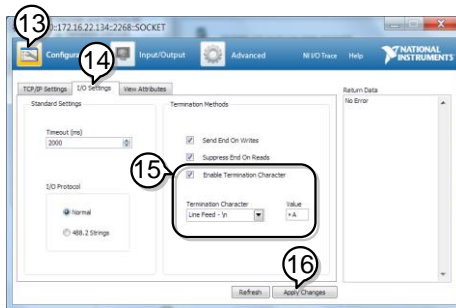 13
:172.16.22.134::2268::SOCKET
Configur
14
Input/Output
Advanced
NI I/O Trace
Help
NATIONAL
INSTRUMENTS
TCP/IP Settings
I/O Settings
View Attributes
Return Data
No Error
Standard Settings
Termination Methods
Timeout (ms)
2000
Send End On Writes
Suppress End On Reads
15
Enable Termination Character
I/O Protocol
Normal
488.2 Strings
Termination Character
Value
Line Feed - \n
16
Refresh
Apply Changes